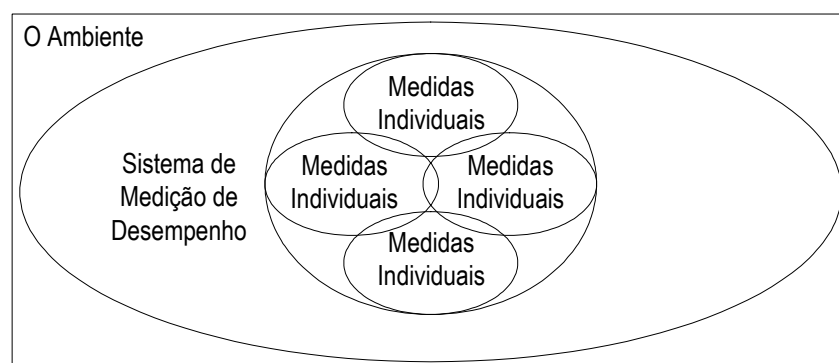 O Ambiente
Medidas
Individuais
Sistema de
Medição de
Desempenho
Medidas
Individuais
Medidas
Individuais
Medidas
Individuais